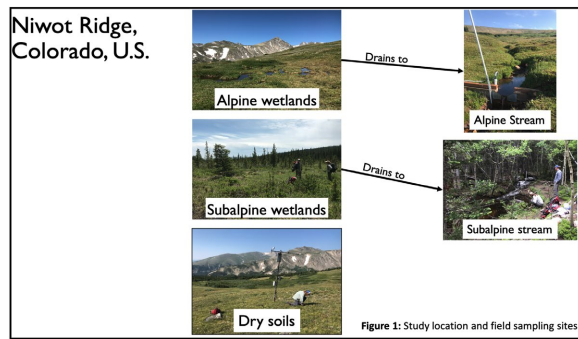 Niwot Ridge,
Colorado, U.S.
Alpine wetlands
Drains to
Alpine Stream
Subalpine wetlands
Drains to
Subalpine stream
Dry soils
Figure 1: Study location and field sampling sites